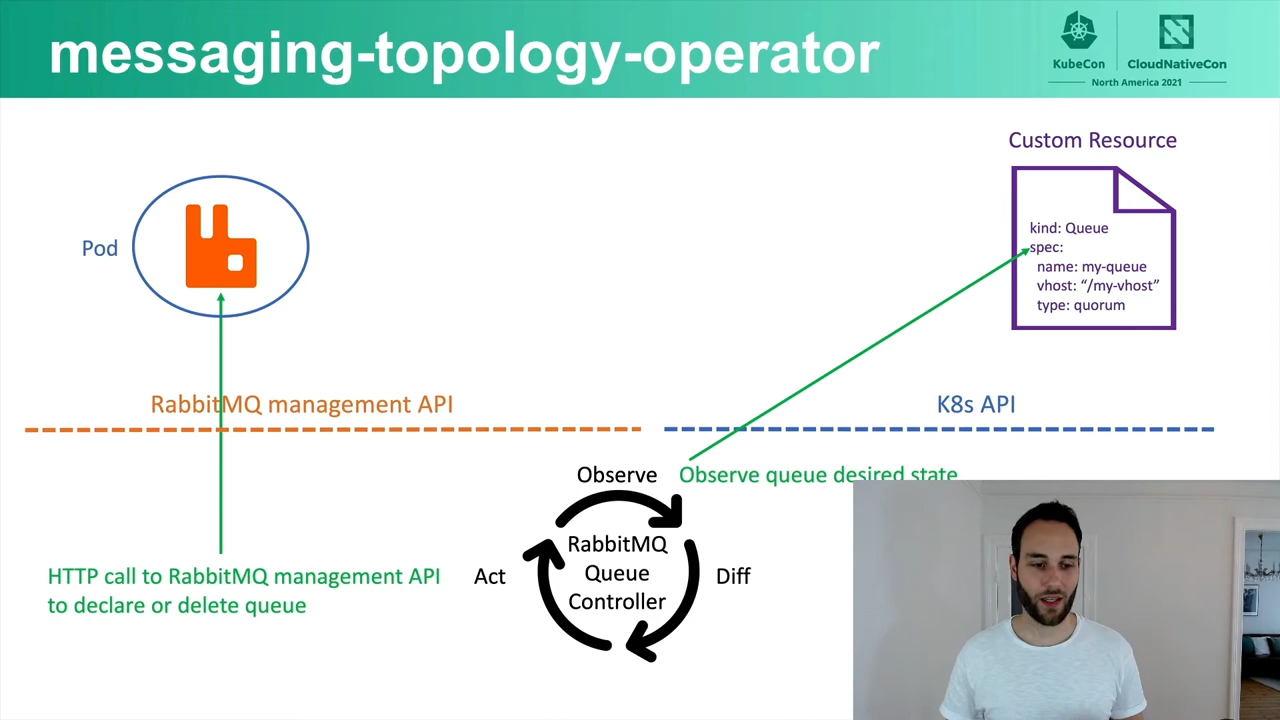 messaging-topology-operator
KubeCon
CloudNativeCon
North America 2021
Custom Resource
Pod
kind: Queue
spec:
name: my-queue
vhost: “/my-vhost”
type: quorum
RabbitMQ management API
K8s API
Observe
Observe queue desired state
RabbitMQ
Queue
Controller
Act
Diff
HTTP call to RabbitMQ management API
to declare or delete queue